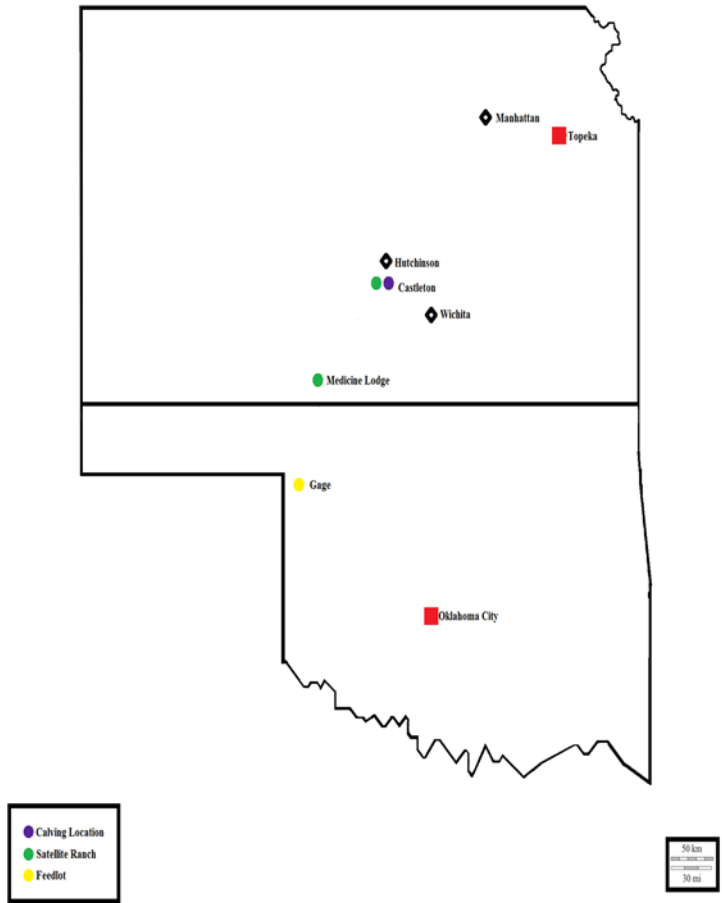 Manhattan
Topeka
Hutchinson
Castleton
Wichita
Medicine Lodge
Gage
Oklahoma City
Calving Location
Satellite Ranch
Feedlot
50 km
30 mi